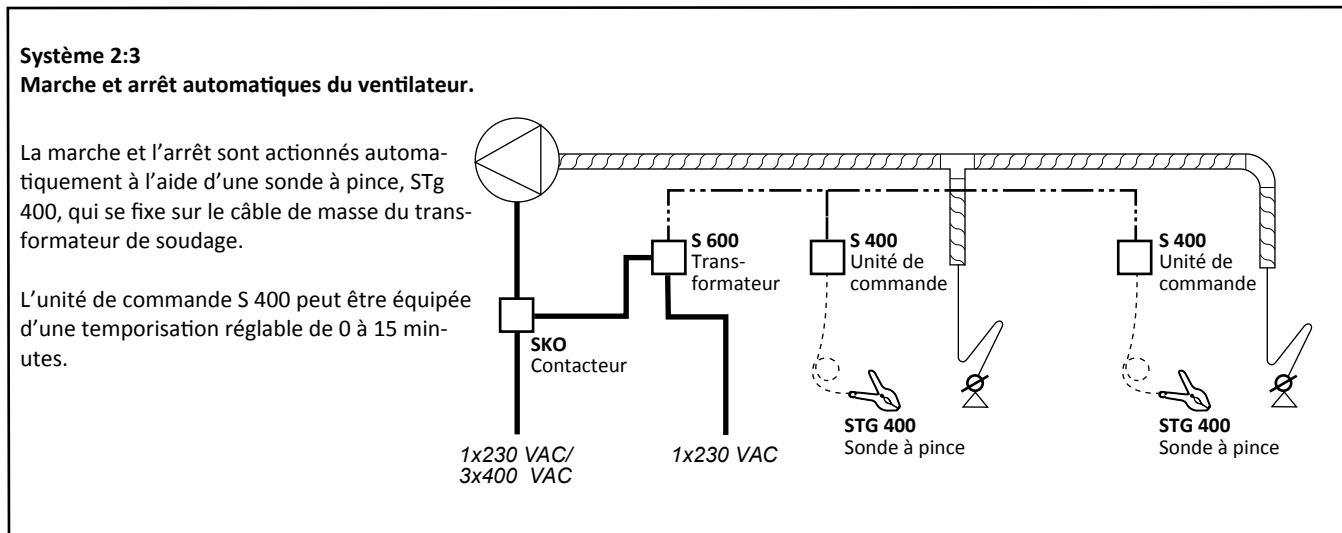 Système 2:3
Marche et arrêt automatiques du ventilateur.
La marche et l'arrêt sont actionnés automa-
tiquement à l'aide d'une sonde à pince, STg
400, qui se fixe sur le câble de masse du trans-
formateur de soudage.
L'unité de commande S 400 peut être équipée
d'une temporisation réglable de 0 à 15 min-
utes.
S 600
Trans-
formateur
S 400
Unité de
commande
S 400
Unité de
commande
SKO
Contacteur
STG 400
Sonde à pince
STG 400
Sonde à pince
1x230 VAC/
3x400 VAC
1x230 VAC